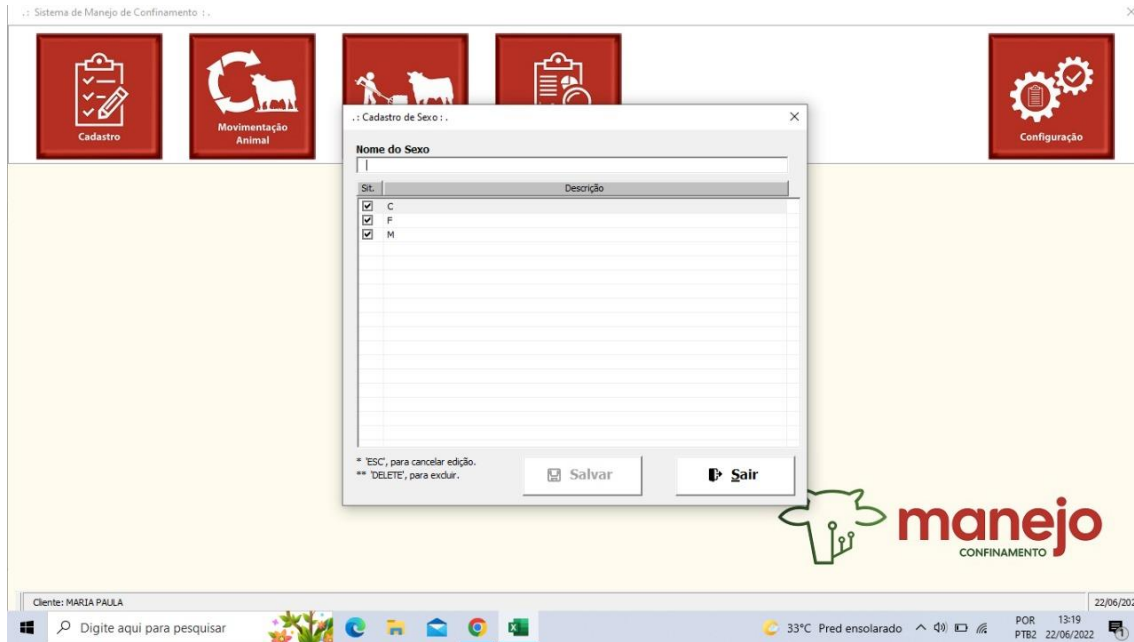 .: Sistema de Manejo de Confinamento :.
Cadastro
Movimentação
Animal
Configuração
.: Cadastro de Sexo :.
Nome do Sexo
Sit. Descrição
C
F
M
* 'ESC', para cancelar edição.
** 'DELETE', para excluir.
Salvar
Sair
manejo
CONFINAMENTO
Cliente: MARIA PAULA
22/06/202
Digite aqui para pesquisar
33°C Pred ensolarado
POR 13:19
PTB2 22/06/2022